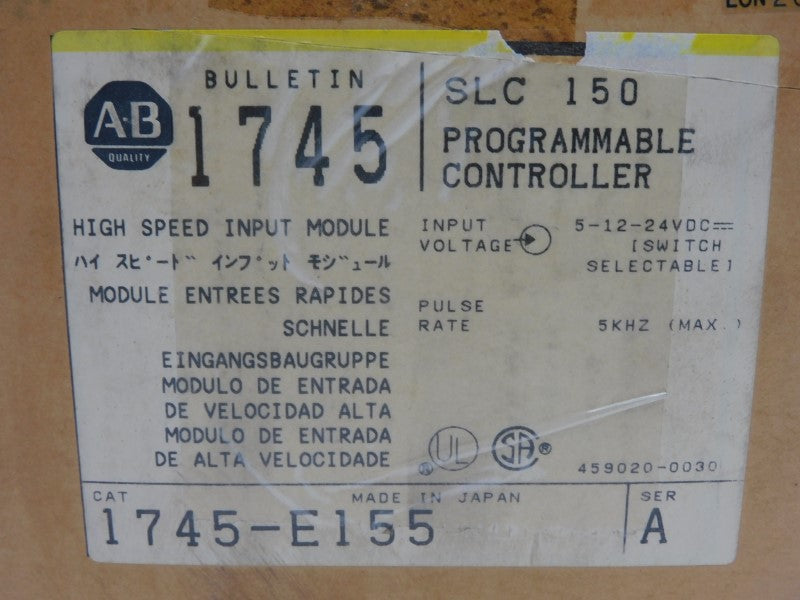 BULLETIN
1745
A·B
QUALITY
SLC 150
PROGRAMMABLE
CONTROLLER
HIGH SPEED INPUT MODULE
ハイ スピード インプット モジュール
MODULE ENTREES RAPIDES
SCHNELLE
EINGANGSBAUGRUPPE
MODULO DE ENTRADA
DE VELOCIDAD ALTA
MODULO DE ENTRADA
DE ALTA VELOCIDADE
INPUT VOLTAGE 5-12-24VDC
[SWITCH
SELECTABLE]
PULSE
RATE 5KHZ (MAX.)
UL ® SA ®
459020-0030
CAT MADE IN JAPAN SER
1745-E155 A